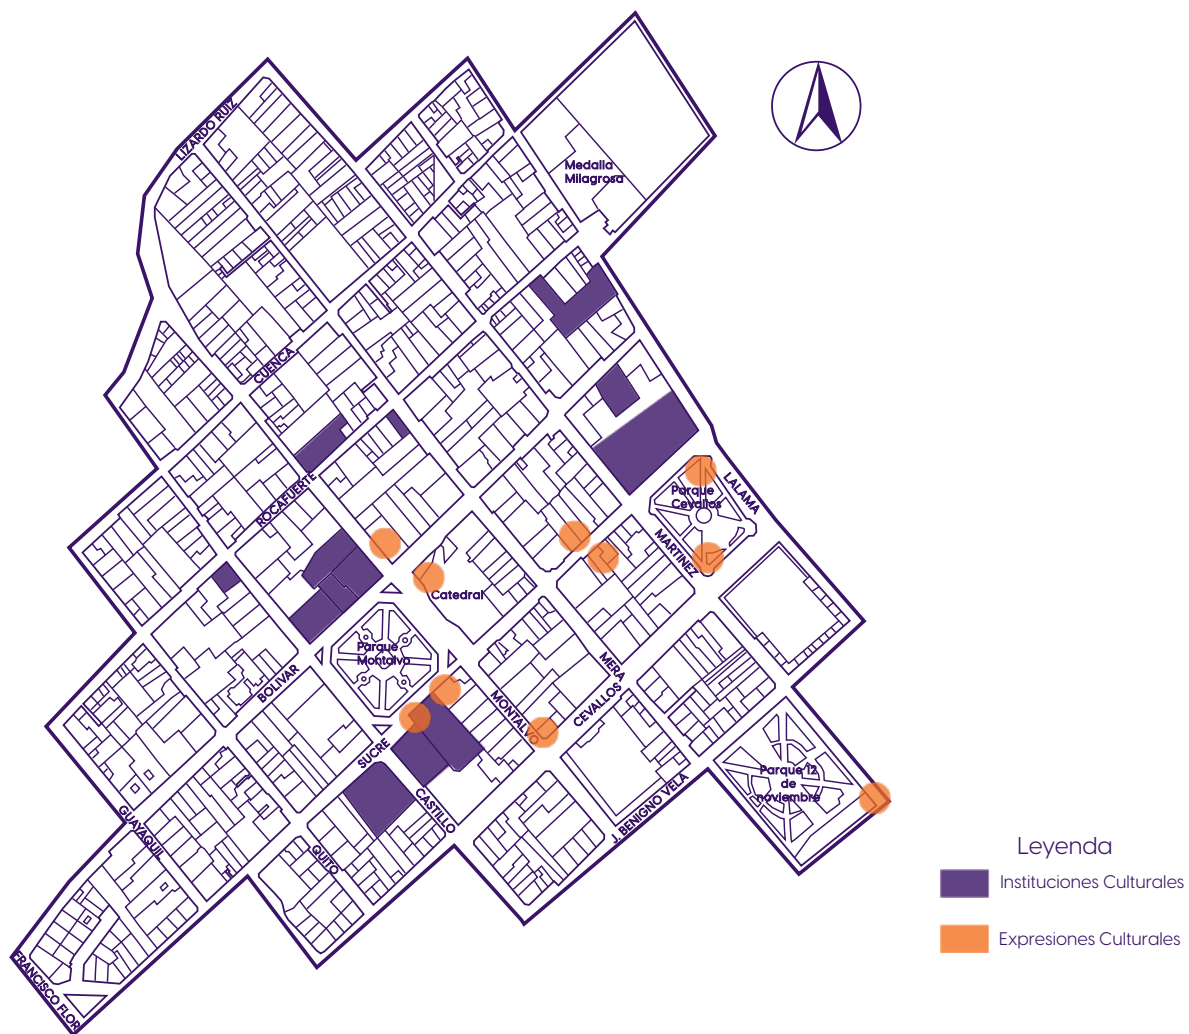 LIZARDO RUIZ
Medalla
Milagrosa
CUENCA
ROCAFUERTE
Parque
Cevallos
LALAMA
MARTINEZ
Catedral
Parque
Montalvo
BOLIVAR
MERA
MONTALVO
CEVALLOS
SUCRE
CASTILLO
Parque 12
de
noviembre
J. BENIGNO VELA
GUAYAQUIL
QUITO
FRANCISCO FLOR
Leyenda
Instituciones Culturales
Expresiones Culturales